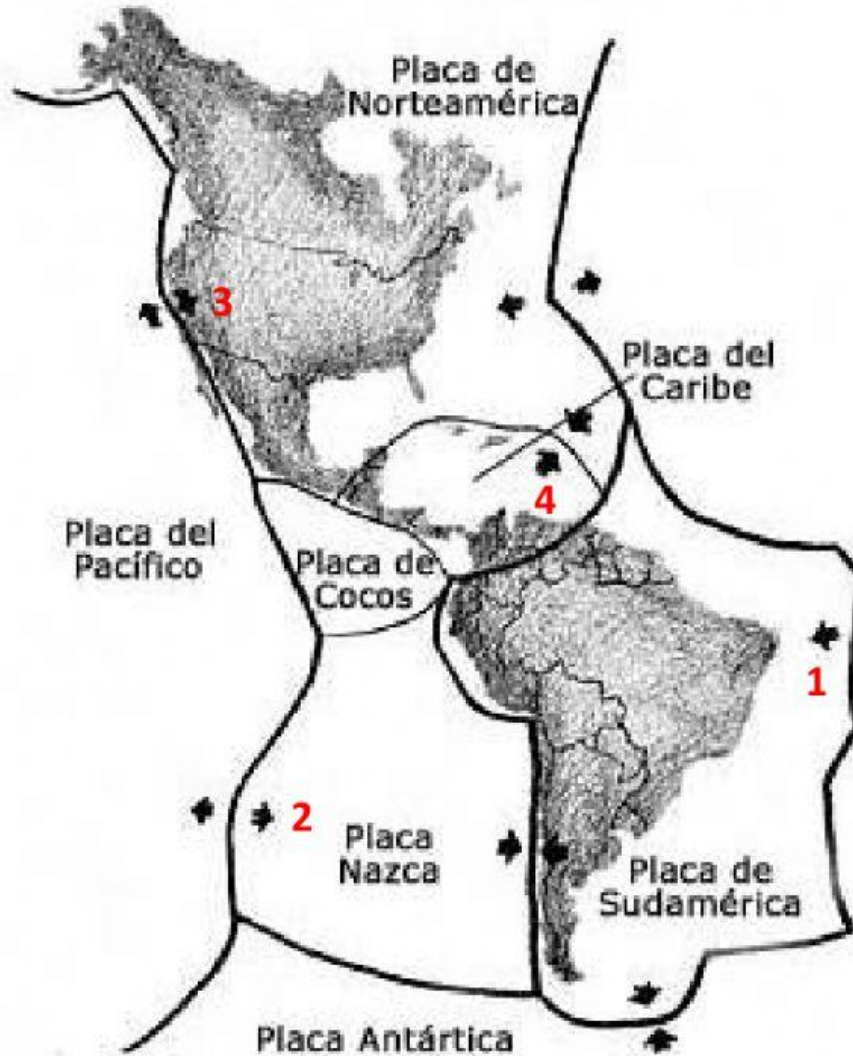 Placa de
Norteamérica
3
Placa del
Caribe
4
Placa del
Pacífico
Placa de
Cocos
1
2
Placa
Nazca
Placa de
Sudamérica
Placa Antártica